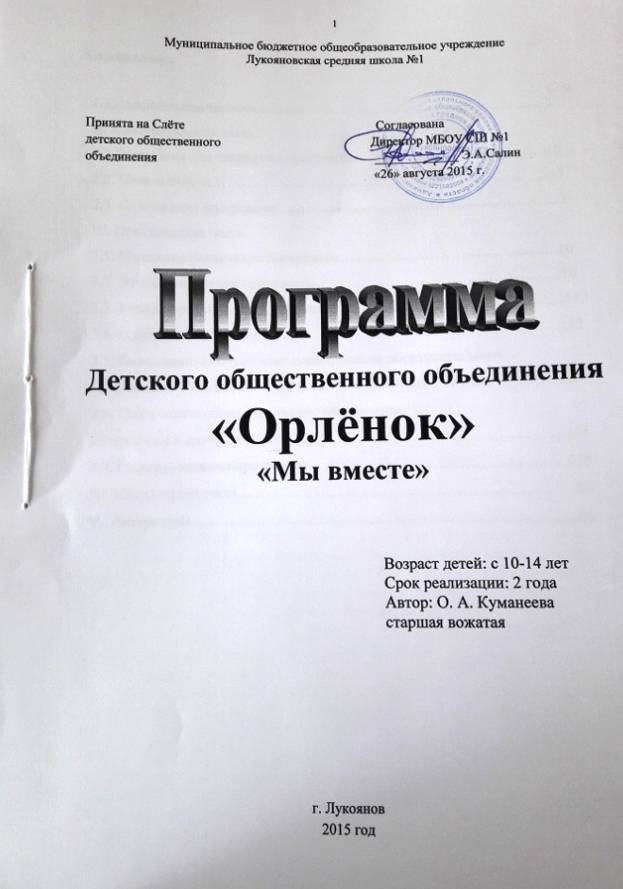 1
Муниципальное бюджетное общеобразовательное учреждение
Лукояновская средняя школа №1
Принята на Слёте
детского общественного
объединения
Согласована
Директор МБОУ СШ №1
Э.А.Салин
«26» августа 2015 г.
Программа
Детского общественного объединения
«Орлёнок»
«Мы вместе»
Возраст детей: с 10-14 лет
Срок реализации: 2 года
Автор: О. А. Куманеева
старшая вожатая
г. Лукоянов
2015 год